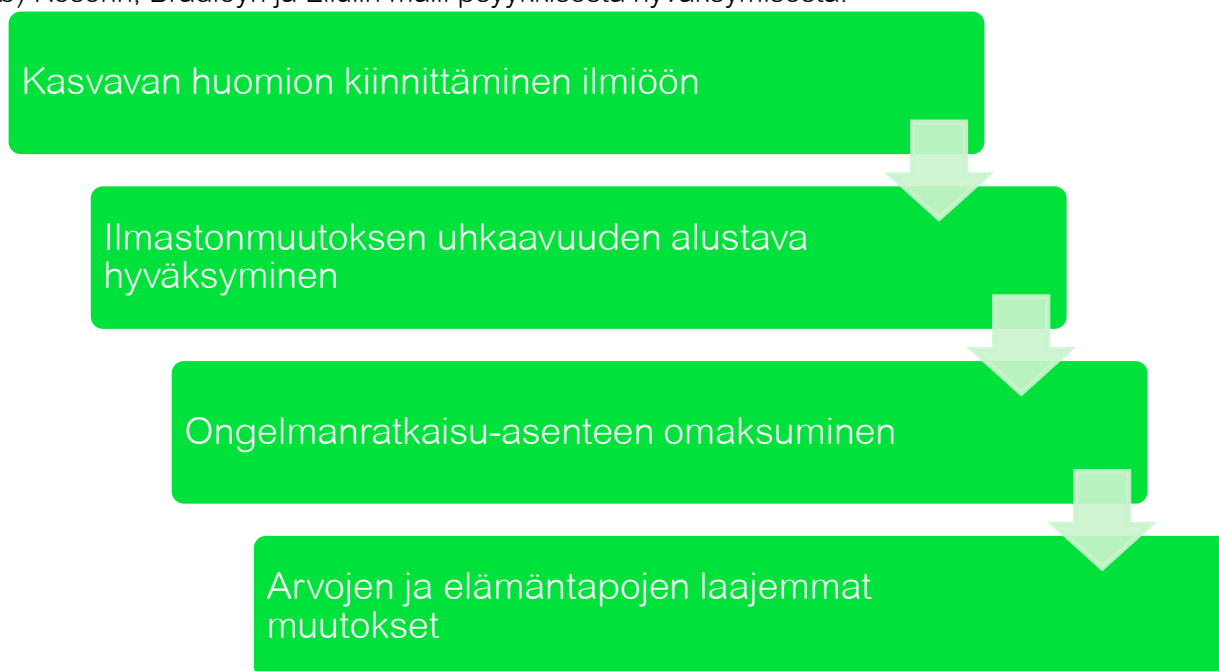 Kasvavan huomion kiinnittäminen ilmiöön
Ilmastonmuutoksen uhkaavuuden alustava
hyväksyminen
Ongelmanratkaisu-asenteen omaksuminen
Arvojen ja elämäntapojen laajemmat
muutokset